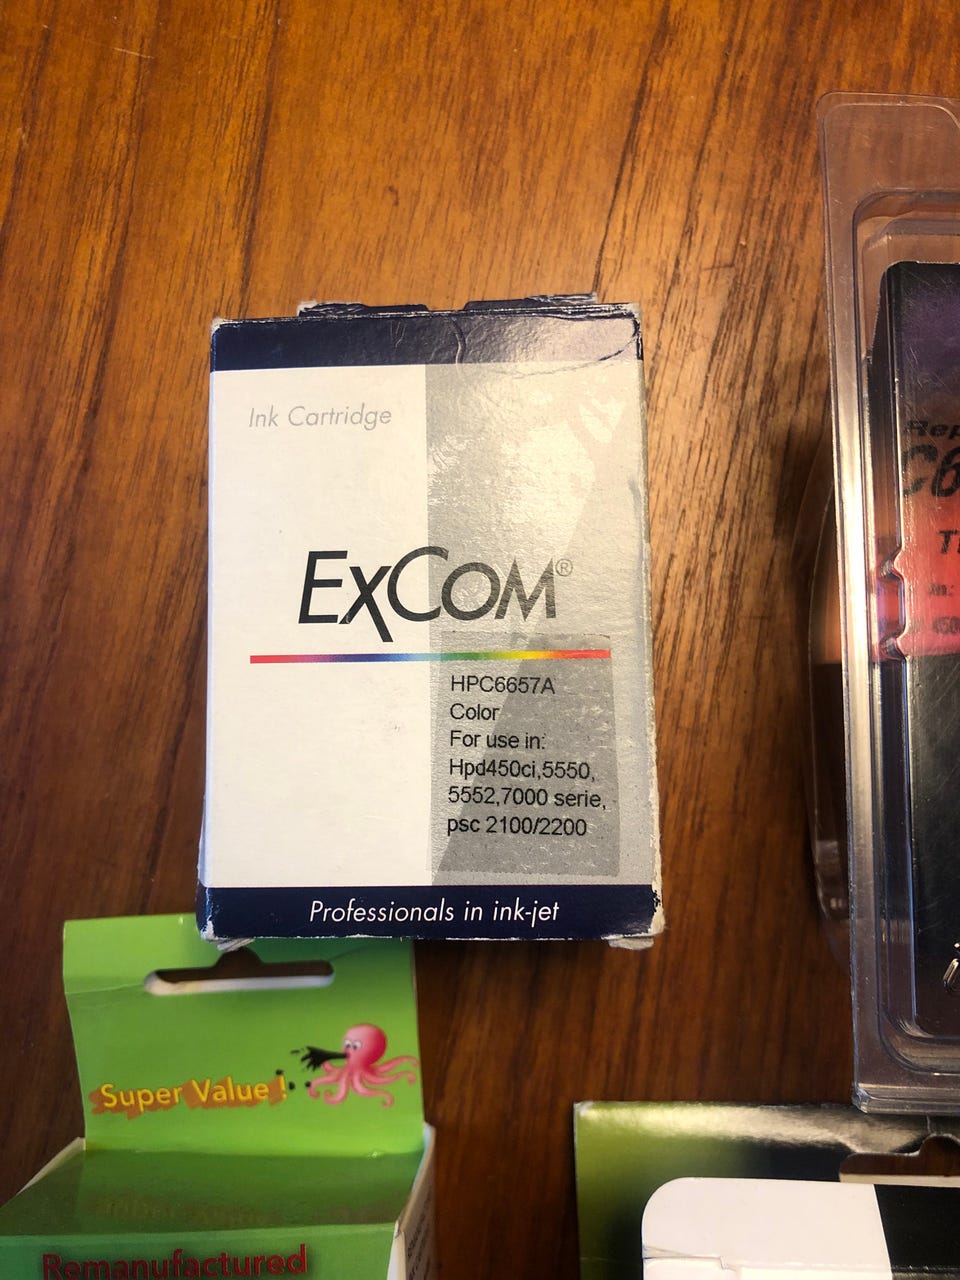 Ink Cartridge
ExCom®
HPC6657A
Color
For use in:
Hpd450ci,5550,
5552,7000 serie,
psc 2100/2200
Professionals in ink-jet
Super Value !
Remanufactured